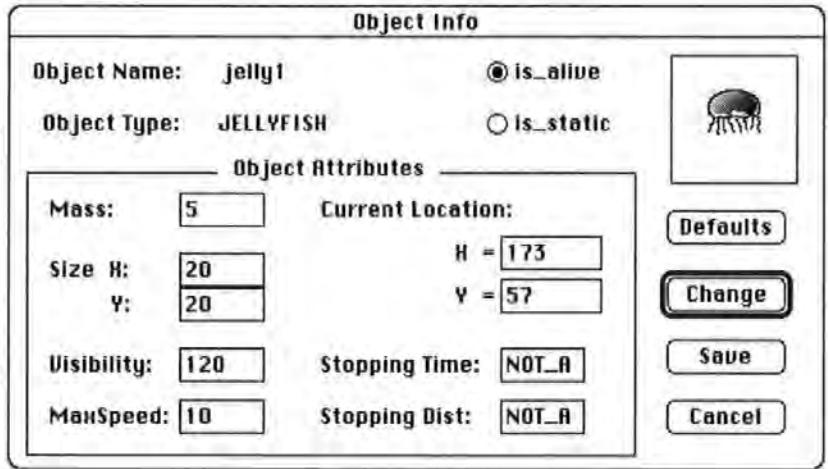 Object Info
Object Name: jelly1
is_alive
Object Type: JELLYFISH
is_static
Object Attributes
Mass: 5
Size X: 20
Y: 20
Visibility: 120
MaxSpeed: 10
Current Location:
X = 173
Y = 57
Stopping Time: NOT_A
Stopping Dist: NOT_A
Defaults
Change
Save
Cancel